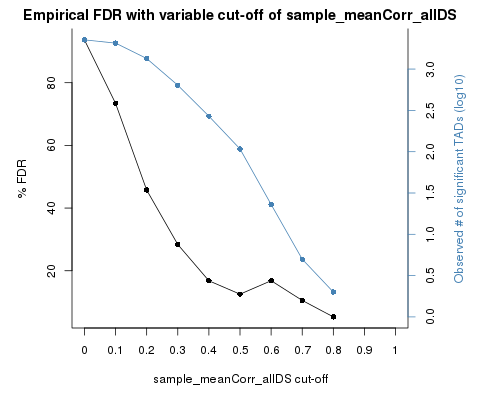 Empirical FDR with variable cut-off of sample_meanCorr_allDS
% FDR
80
60
40
20
3.0
2.5
2.0
1.5
1.0
0.5
0.0
Observed # of significant TADs (log10)
0 0.1 0.2 0.3 0.4 0.5 0.6 0.7 0.8 0.9 1
sample_meanCorr_allDS cut-off